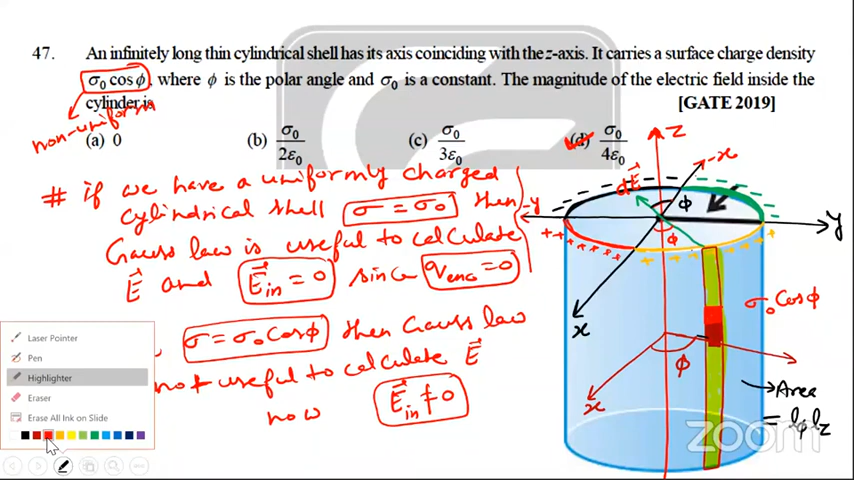 47. An infinitely long thin cylindrical shell has its axis coinciding with the z-axis. It carries a surface charge density
σ₀ cos ϕ, where ϕ is the polar angle and σ₀ is a constant. The magnitude of the electric field inside the
cylinder is [GATE 2019]
non-uniform
(a) 0 (b) σ₀/2ε₀ (c) σ₀/3ε₀ (d) σ₀/4ε₀
# if we have a uniformly charged
cylindrical shell σ = σ₀ then
Gauss law is useful to calculate
E⃗ and E⃗in = 0 since qenc = 0
σ = σ₀ Cosϕ then Gauss law
not useful to calculate E⃗
now E⃗in ≠ 0
Laser Pointer
Pen
Highlighter
Eraser
Erase All Ink on Slide
z
-x
dE⃗
ϕ
-y
y
ϕ
+ + + + + + + +
+ + + + +
x
σ₀ Cosϕ
ϕ
x
Area
= lϕ lz
zoom